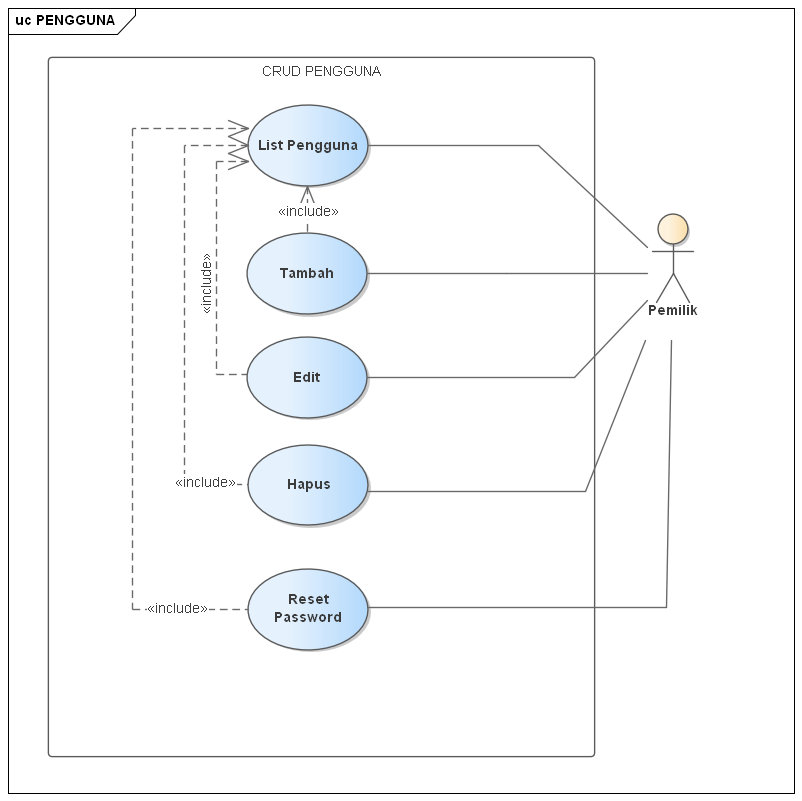 uc PENGGUNA
CRUD PENGGUNA
List Pengguna
«include»
Tambah
«include»
Pemilik
Edit
«include»
Hapus
«include»
Reset
Password